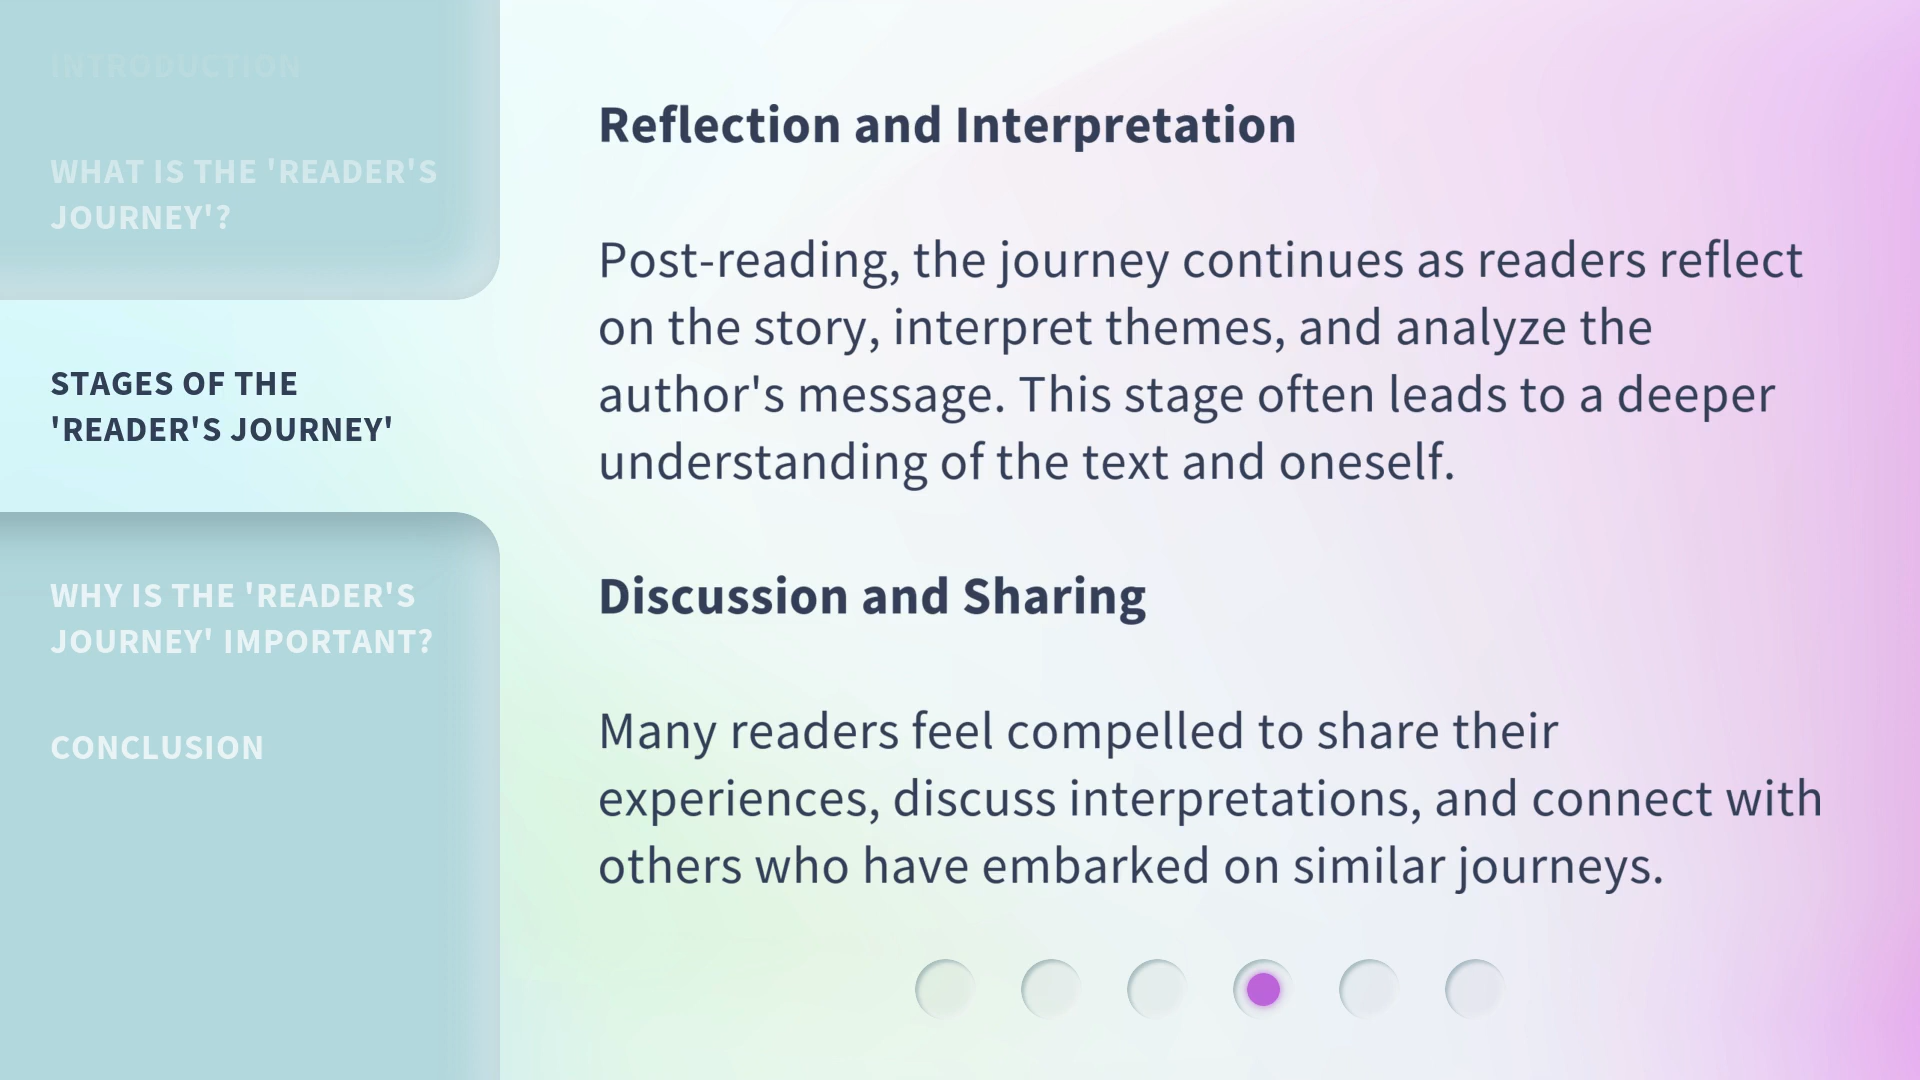 INTRODUCTION
WHAT IS THE 'READER'S
JOURNEY'?
STAGES OF THE
'READER'S JOURNEY'
WHY IS THE 'READER'S
JOURNEY' IMPORTANT?
CONCLUSION
Reflection and Interpretation
Post-reading, the journey continues as readers reflect
on the story, interpret themes, and analyze the
author's message. This stage often leads to a deeper
understanding of the text and oneself.
Discussion and Sharing
Many readers feel compelled to share their
experiences, discuss interpretations, and connect with
others who have embarked on similar journeys.